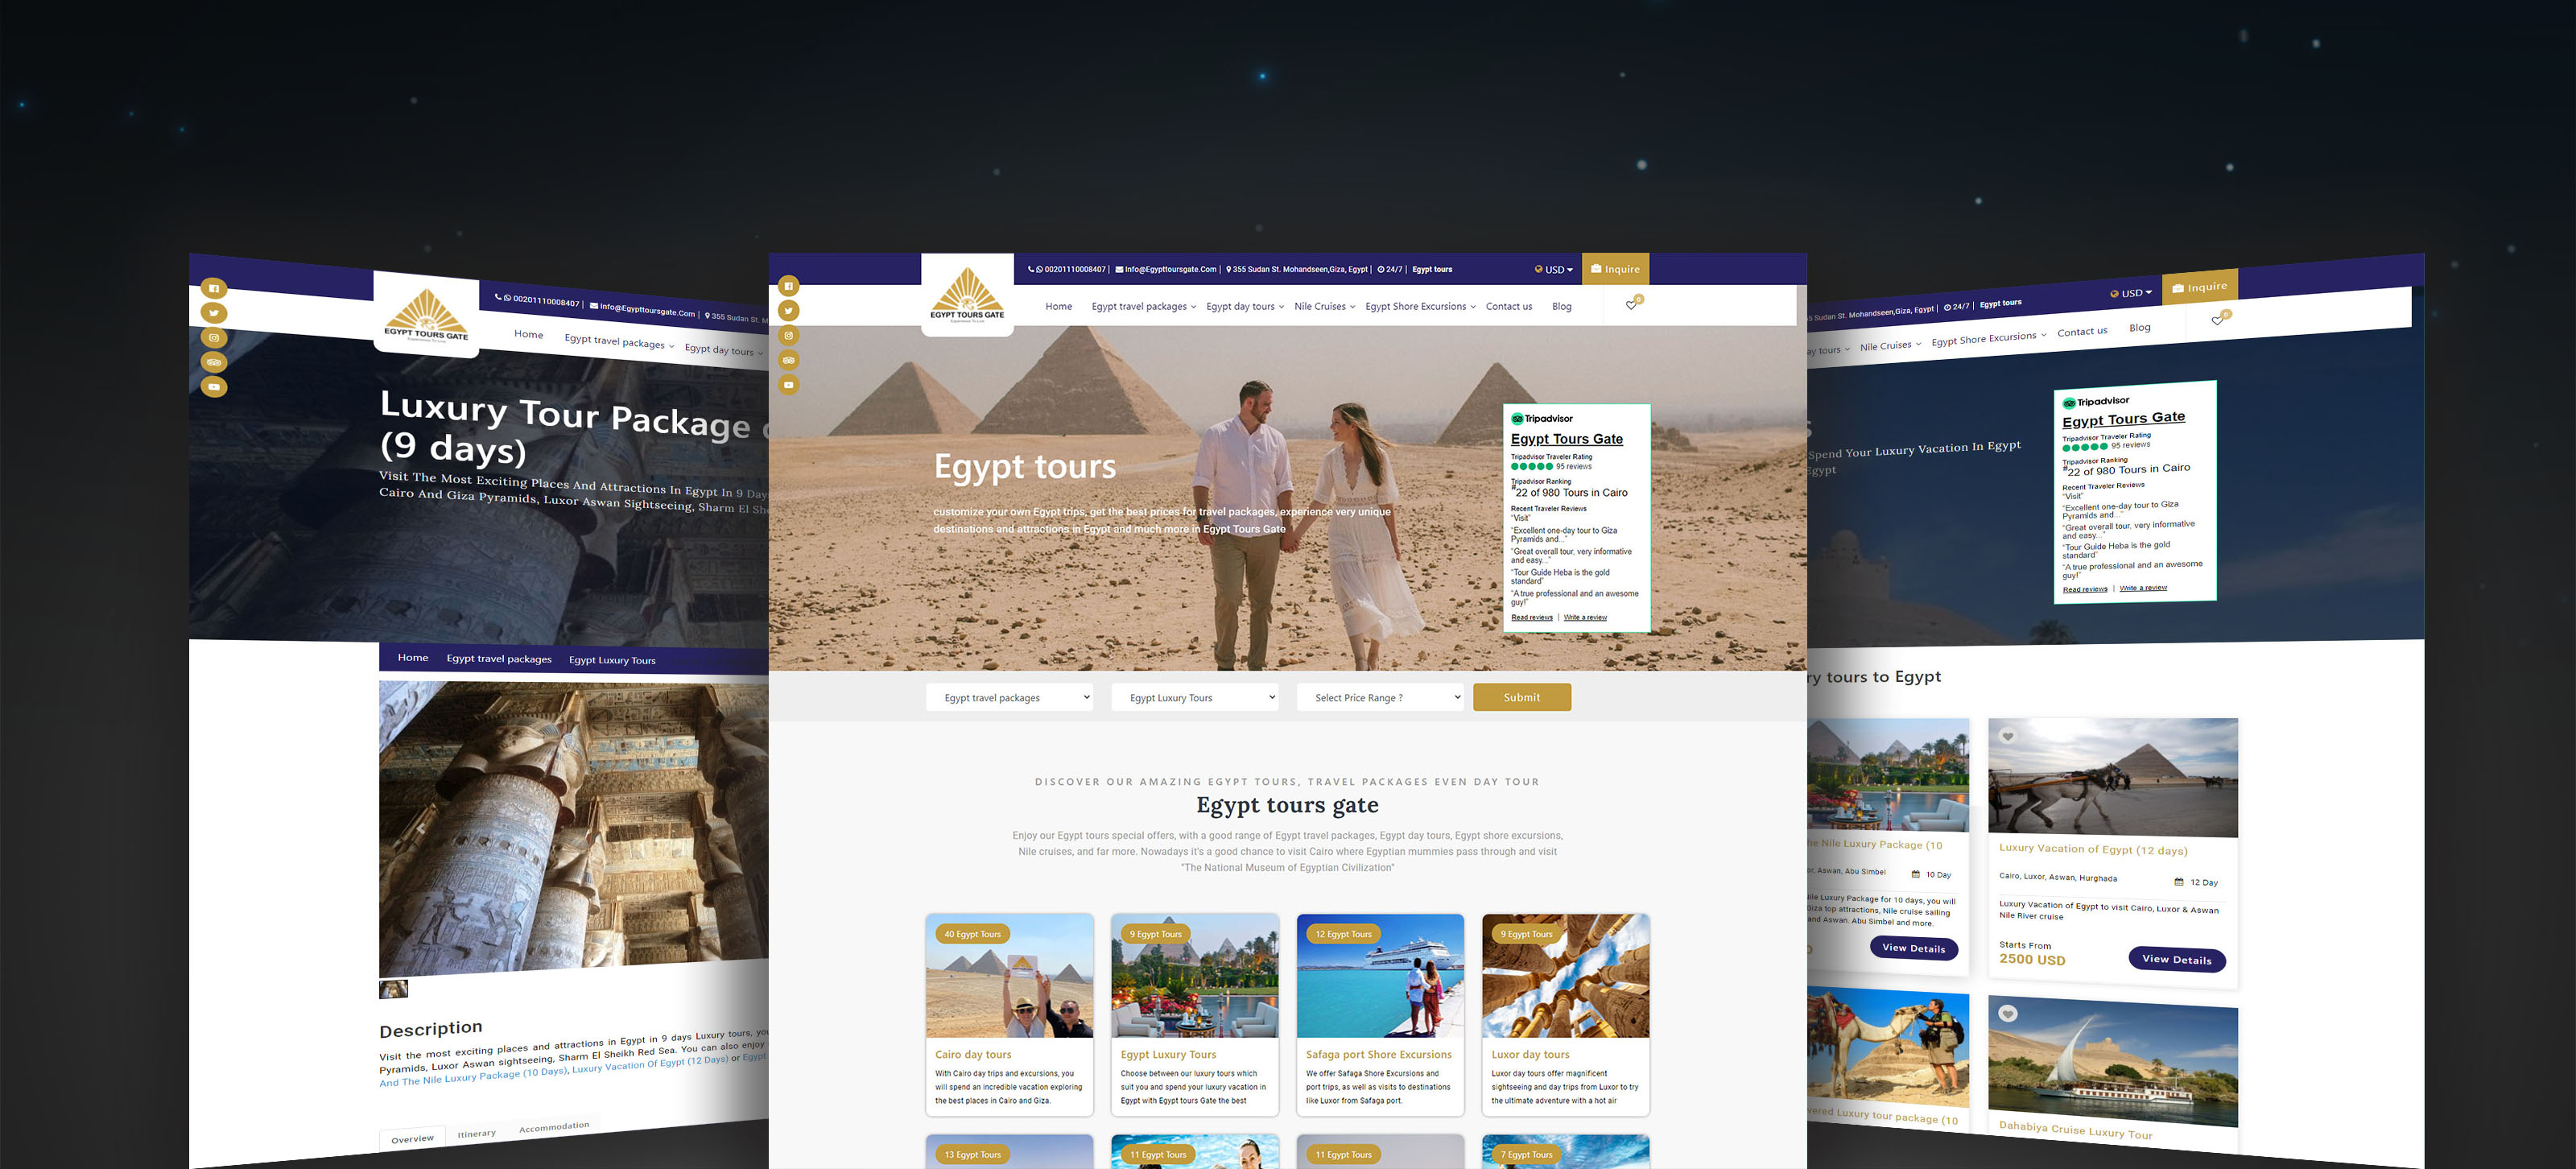 EGYPT TOURS GATE
Experience To Live
00201110008407 | Info@Egypttoursgate.Com | 355 Sudan St. M
Home Egypt travel packages Egypt day tours
Luxury Tour Package
(9 days)
Visit The Most Exciting Places And Attractions In Egypt In 9 Day
Cairo And Giza Pyramids, Luxor Aswan Sightseeing, Sharm El She
Home Egypt travel packages Egypt Luxury Tours
Description
Visit the most exciting places and attractions in Egypt in 9 days Luxury tours, you
Pyramids, Luxor Aswan sightseeing, Sharm El Sheikh Red Sea. You can also enjoy
And The Nile Luxury Package (10 Days), Luxury Vacation Of Egypt (12 Days) or Egypt
Overview Itinerary Accommodation
EGYPT TOURS GATE
Experience To Live
00201110008407 | Info@Egypttoursgate.Com | 355 Sudan St. Mohandseen,Giza, Egypt | 24/7 | Egypt tours USD Inquire
Home Egypt travel packages Egypt day tours Nile Cruises Egypt Shore Excursions Contact us Blog 0
Egypt tours
customize your own Egypt trips, get the best prices for travel packages, experience very unique
destinations and attractions in Egypt and much more in Egypt Tours Gate
Tripadvisor
Egypt Tours Gate
Tripadvisor Traveler Rating
95 reviews
Tripadvisor Ranking
#22 of 980 Tours in Cairo
Recent Traveler Reviews
"Visit"
"Excellent one-day tour to Giza
Pyramids and..."
"Great overall tour, very informative
and easy..."
"Tour Guide Heba is the gold
standard"
"A true professional and an awesome
guy!"
Read reviews | Write a review
Egypt travel packages Egypt Luxury Tours Select Price Range ? Submit
DISCOVER OUR AMAZING EGYPT TOURS, TRAVEL PACKAGES EVEN DAY TOUR
Egypt tours gate
Enjoy our Egypt tours special offers, with a good range of Egypt travel packages, Egypt day tours, Egypt shore excursions,
Nile cruises, and far more. Nowadays it's a good chance to visit Cairo where Egyptian mummies pass through and visit
"The National Museum of Egyptian Civilization"
40 Egypt Tours
Cairo day tours
With Cairo day trips and excursions, you
will spend an incredible vacation exploring
the best places in Cairo and Giza.
9 Egypt Tours
Egypt Luxury Tours
Choose between our luxury tours which
suit you and spend your luxury vacation in
Egypt with Egypt tours Gate the best
12 Egypt Tours
Safaga port Shore Excursions
We offer Safaga Shore Excursions and
port trips, as well as visits to destinations
like Luxor from Safaga port.
9 Egypt Tours
Luxor day tours
Luxor day tours offer magnificent
sightseeing and day trips from Luxor to try
the ultimate adventure with a hot air
13 Egypt Tours
11 Egypt Tours
11 Egypt Tours
7 Egypt Tours
55 Sudan St. Mohandseen,Giza, Egypt | 24/7 | Egypt tours USD Inquire
ay tours Nile Cruises Egypt Shore Excursions Contact us Blog 0
s
Spend Your Luxury Vacation In Egypt
Egypt
Tripadvisor
Egypt Tours Gate
Tripadvisor Traveler Rating
95 reviews
Tripadvisor Ranking
#22 of 980 Tours in Cairo
Recent Traveler Reviews
"Visit"
"Excellent one-day tour to Giza
Pyramids and..."
"Great overall tour, very informative
and easy..."
"Tour Guide Heba is the gold
standard"
"A true professional and an awesome
guy!"
Read reviews | Write a review
ry tours to Egypt
he Nile Luxury Package (10
or, Aswan, Abu Simbel 10 Day
Nile Luxury Package for 10 days, you will
Giza top attractions, Nile cruise sailing
and Aswan. Abu Simbel and more.
View Details
Luxury Vacation of Egypt (12 days)
Cairo, Luxor, Aswan, Hurghada 12 Day
Luxury Vacation of Egypt to visit Cairo, Luxor & Aswan
Nile River cruise
Starts From
2500 USD View Details
vered Luxury tour package (10
Dahabiya Cruise Luxury Tour